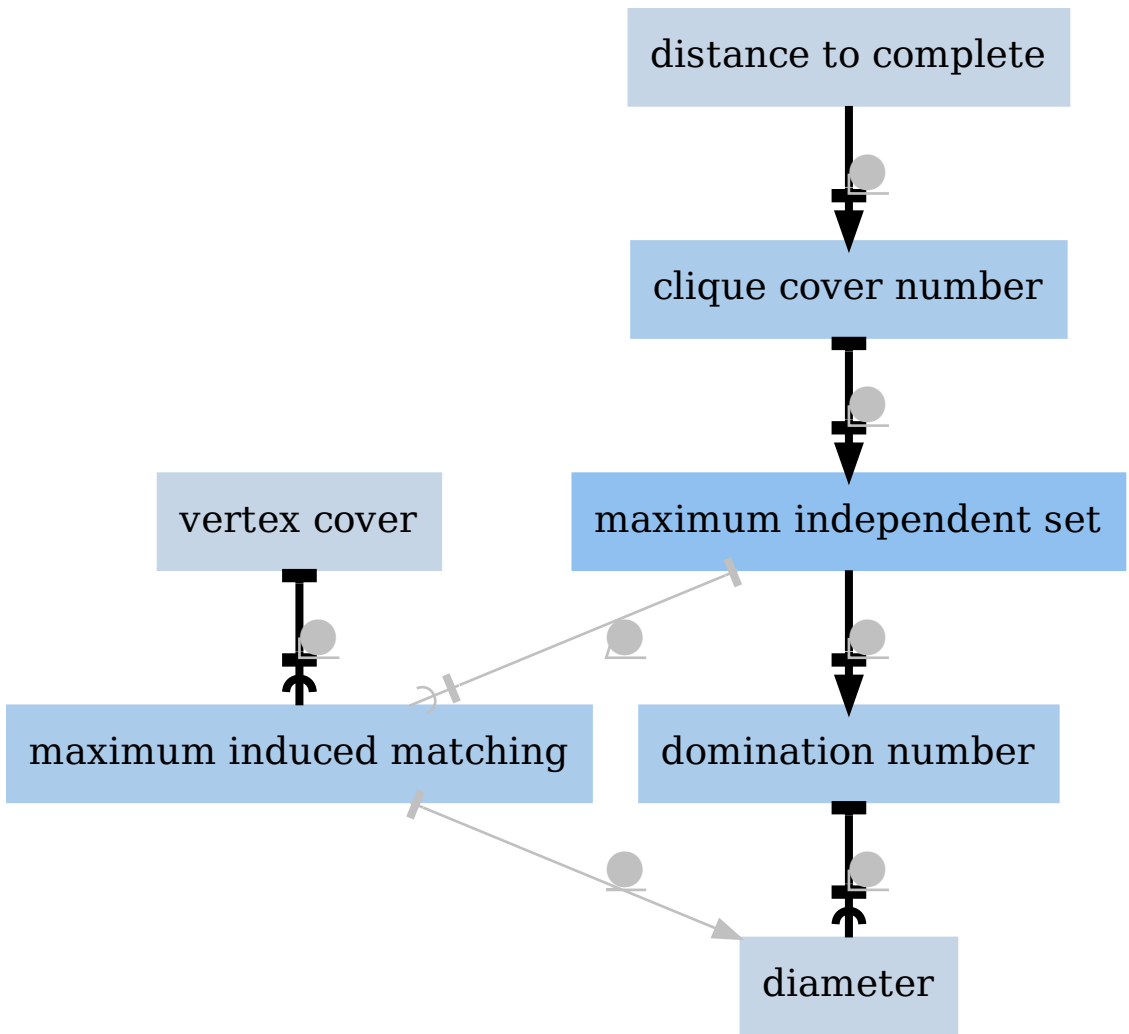 distance to complete
clique cover number
vertex cover
maximum independent set
maximum induced matching
domination number
diameter